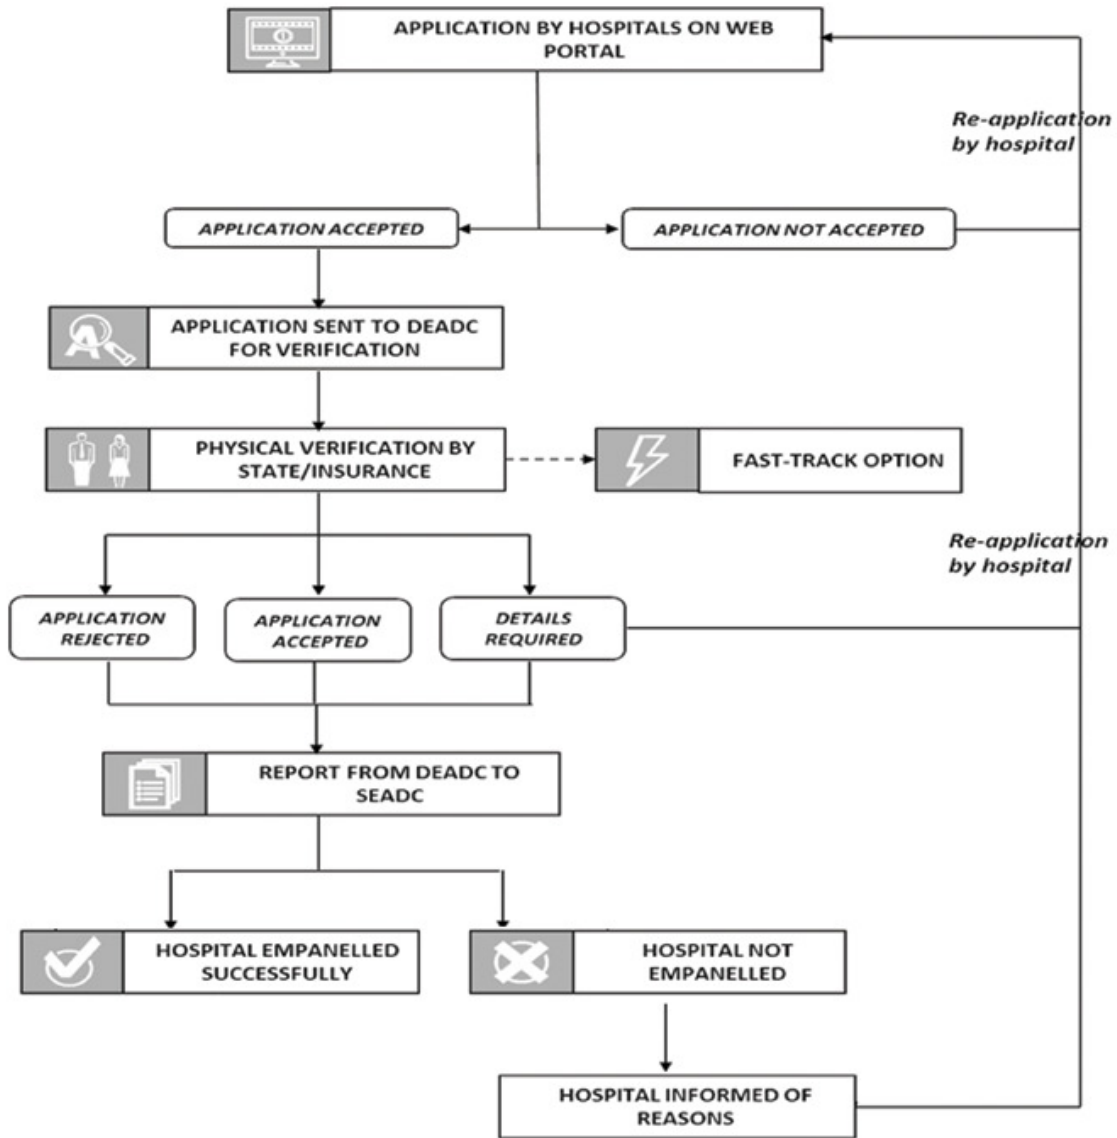 APPLICATION BY HOSPITALS ON WEB
PORTAL
Re-application
by hospital
APPLICATION ACCEPTED
APPLICATION NOT ACCEPTED
APPLICATION SENT TO DEADC
FOR VERIFICATION
PHYSICAL VERIFICATION BY
STATE/INSURANCE
FAST-TRACK OPTION
Re-application
by hospital
APPLICATION
REJECTED
APPLICATION
ACCEPTED
DETAILS
REQUIRED
REPORT FROM DEADC TO
SEADC
HOSPITAL EMPANELLED
SUCCESSFULLY
HOSPITAL NOT
EMPANELLED
HOSPITAL INFORMED OF
REASONS